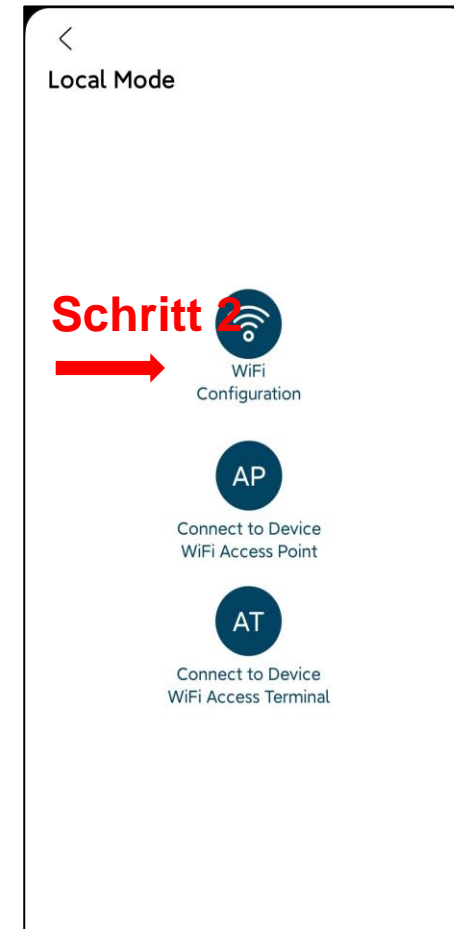 Local Mode
Schritt 2
WiFi
Configuration
AP
Connect to Device
WiFi Access Point
AT
Connect to Device
WiFi Access Terminal